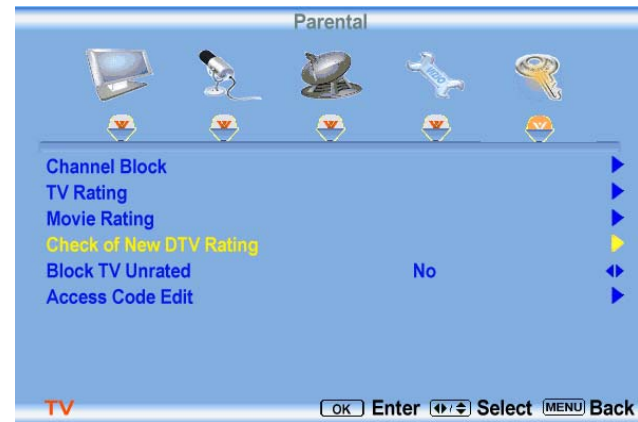 Parental
Channel Block
TV Rating
Movie Rating
Check of New DTV Rating
Block TV Unrated No
Access Code Edit
TV OK Enter / Select MENU Back